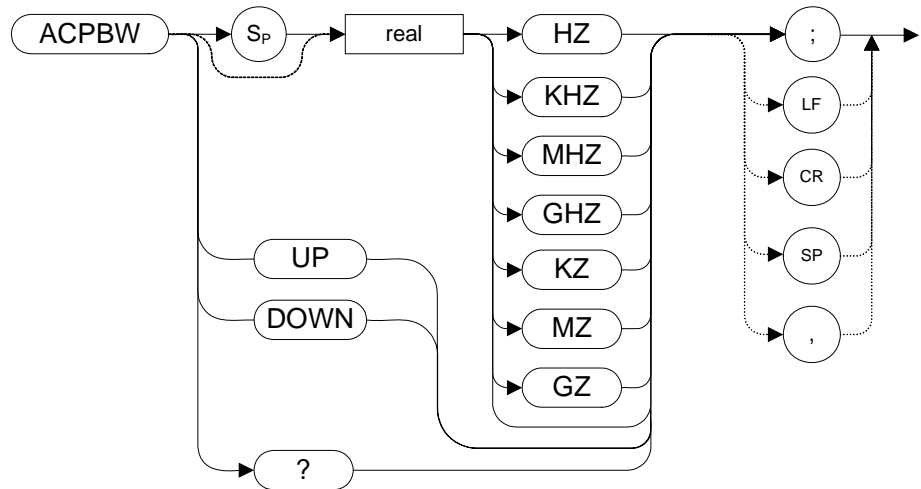 ACPBW SP real HZ ;
KHZ LF
MHZ CR
GHZ
UP KZ SP
DOWN MZ ,
GZ
?